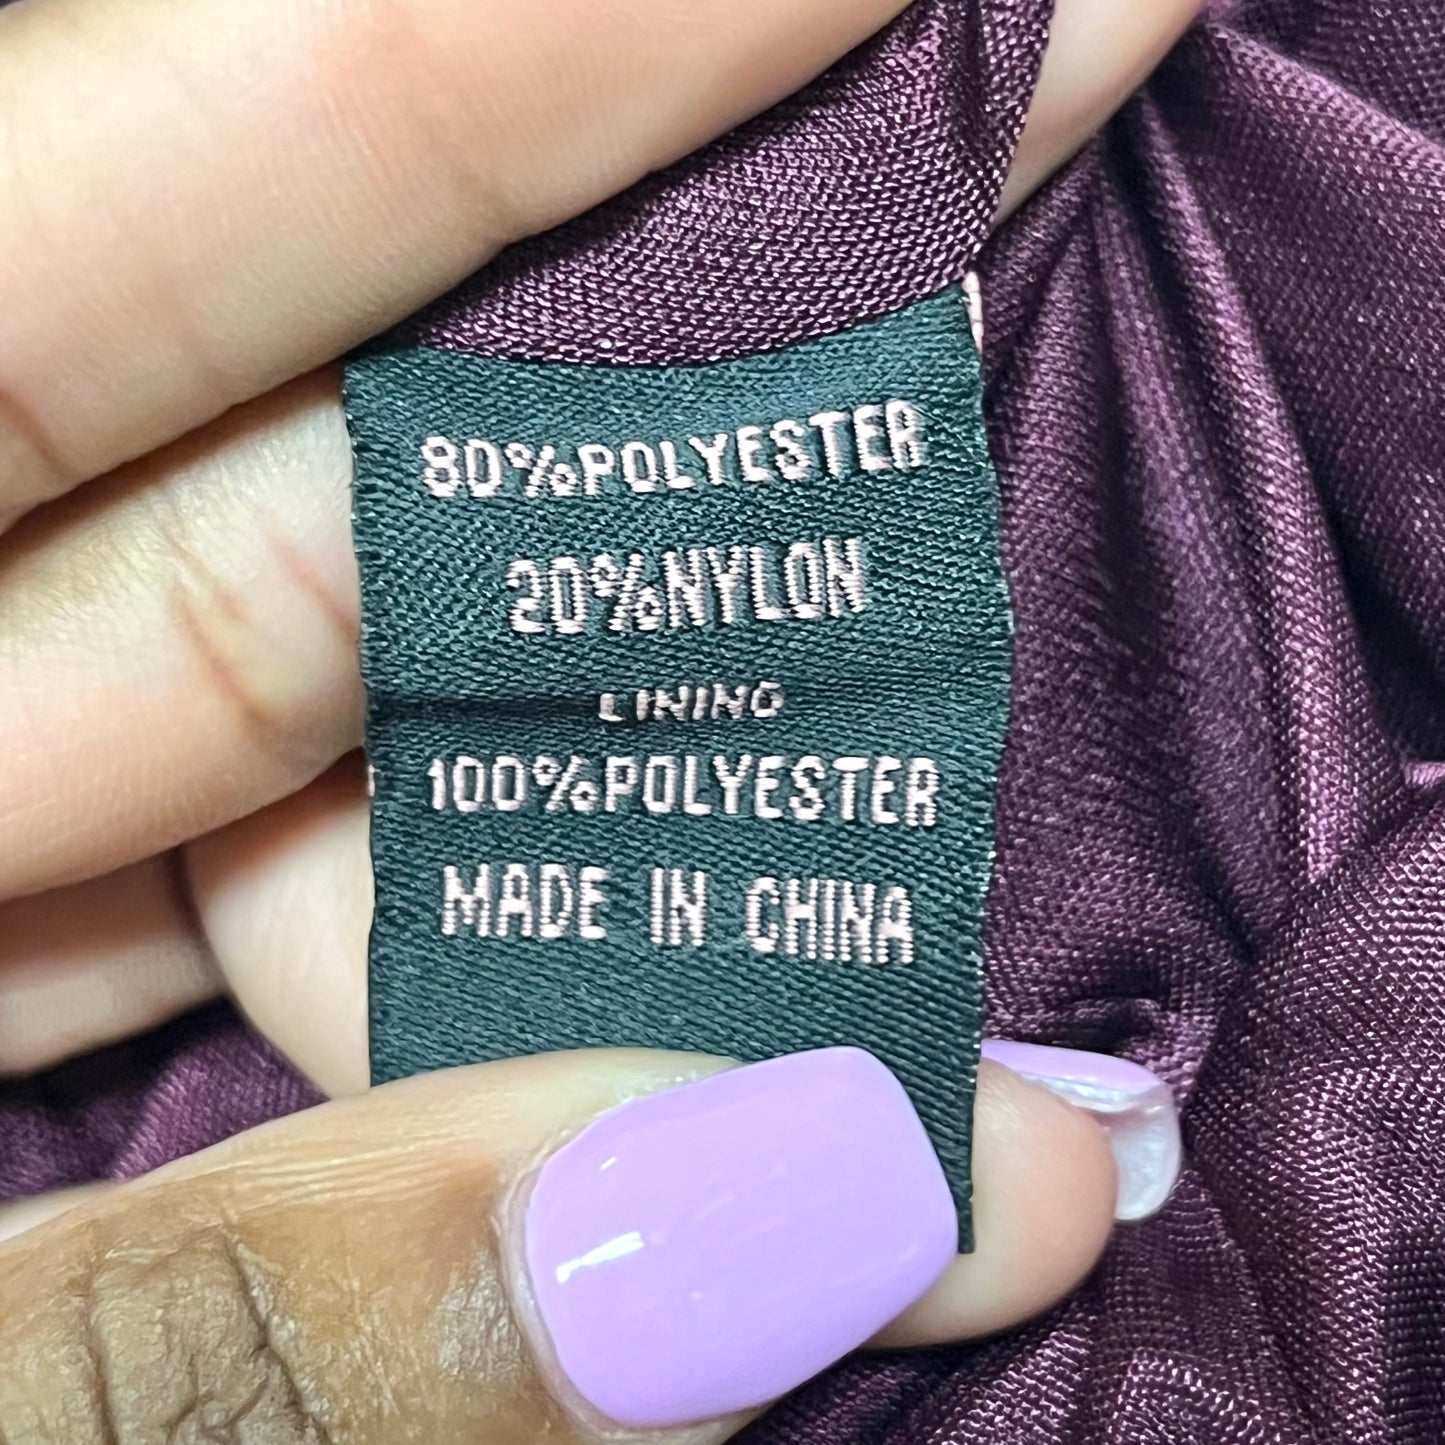 80%POLYESTER
20%NYLON
LINING
100%POLYESTER
MADE IN CHINA